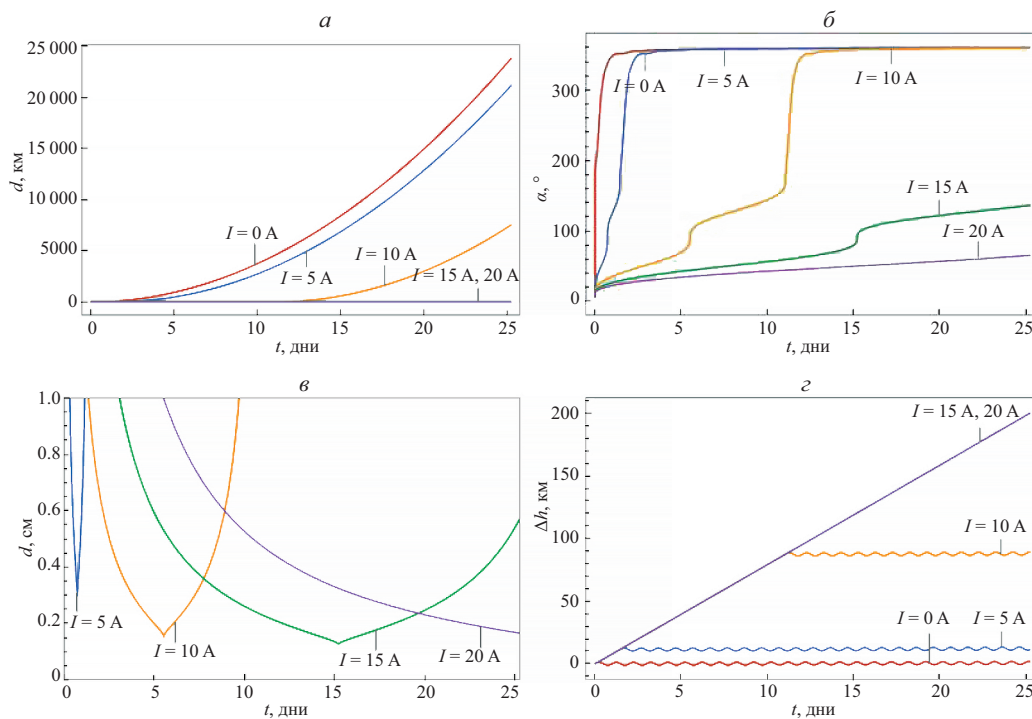 а
25 000
20 000
15 000
10 000
5000
0
d, км
I = 0 А
I = 5 А
I = 10 А
I = 15 А, 20 А
0 5 10 15 20 25
t, дни
б
300
200
100
0
α, °
I = 0 А
I = 5 А
I = 10 А
I = 15 А
I = 20 А
0 5 10 15 20 25
t, дни
в
1.0
0.8
0.6
0.4
0.2
0
d, см
I = 5 А
I = 10 А
I = 15 А
I = 20 А
0 5 10 15 20 25
t, дни
г
200
150
100
50
0
Δh, км
I = 15 А, 20 А
I = 10 А
I = 0 А
I = 5 А
0 5 10 15 20 25
t, дни